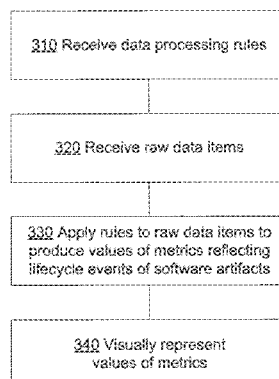 310 Receive data processing rules
320 Receive raw data items
330 Apply rules to raw data items to
produce values of metrics reflecting
lifecycle events of software artifacts
340 Visually represent
values of metrics